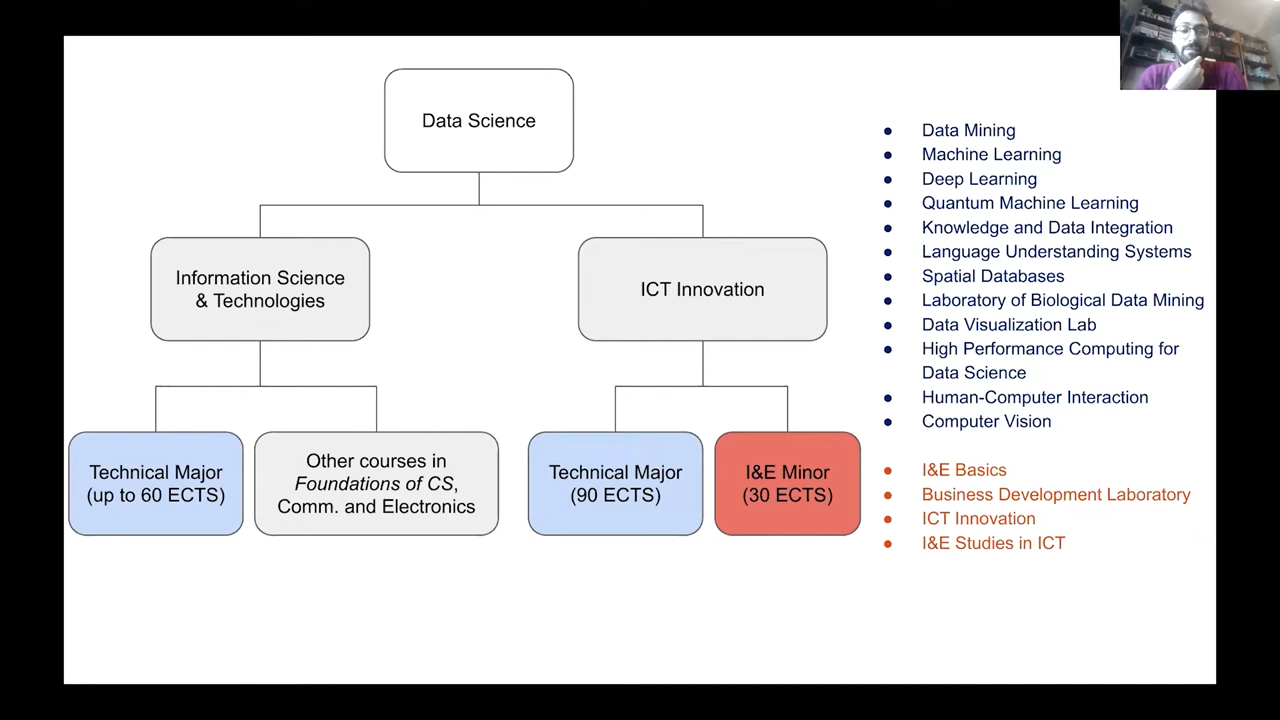 Data Science
Information Science
& Technologies
ICT Innovation
Technical Major
(up to 60 ECTS)
Other courses in
Foundations of CS,
Comm. and Electronics
Technical Major
(90 ECTS)
I&E Minor
(30 ECTS)
● Data Mining
● Machine Learning
● Deep Learning
● Quantum Machine Learning
● Knowledge and Data Integration
● Language Understanding Systems
● Spatial Databases
● Laboratory of Biological Data Mining
● Data Visualization Lab
● High Performance Computing for
Data Science
● Human-Computer Interaction
● Computer Vision
● I&E Basics
● Business Development Laboratory
● ICT Innovation
● I&E Studies in ICT